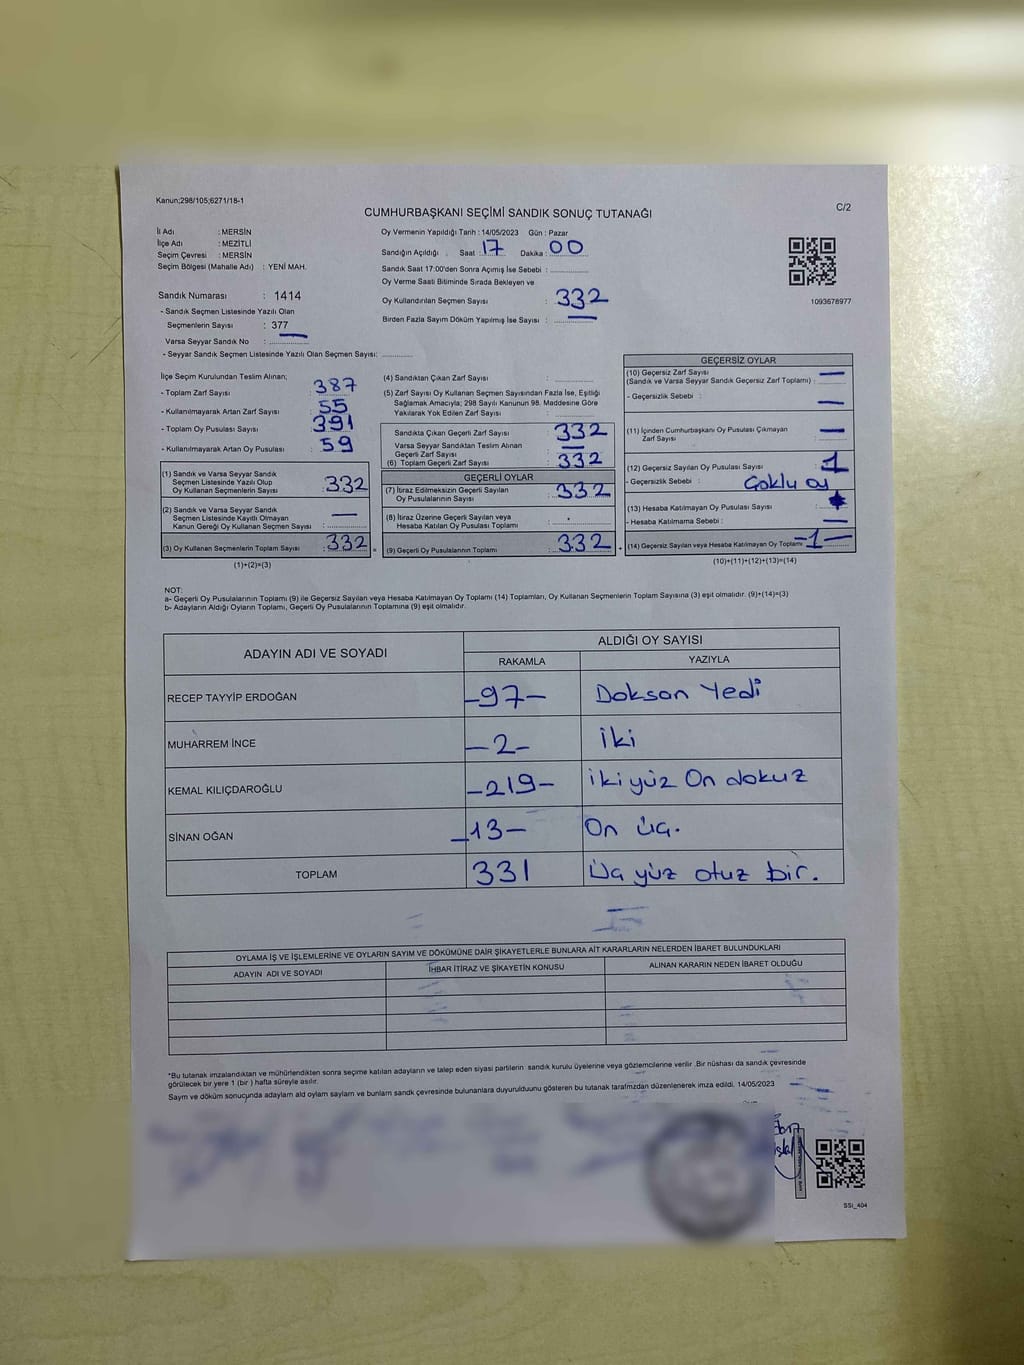 Kanun;298/105;6271/18-1
C/2
CUMHURBAŞKANI SEÇİMİ SANDIK SONUÇ TUTANAĞI
İl Adı : MERSİN
İlçe Adı : MEZİTLİ
Seçim Çevresi : MERSİN
Seçim Bölgesi (Mahalle Adı) : YENİ MAH.
Sandık Numarası : 1414
- Sandık Seçmen Listesinde Yazılı Olan
Seçmenlerin Sayısı : 377
Varsa Seyyar Sandık No : —
- Seyyar Sandık Seçmen Listesinde Yazılı Olan Seçmen Sayısı:
Oy Vermenin Yapıldığı Tarih : 14/05/2023 Gün : Pazar
Sandığın Açıldığı : Saat : 17 Dakika : 00
Sandık Saat 17:00'den Sonra Açımış İse Sebebi :
Oy Verme Saati Bitiminde Sırada Bekleyen ve
Oy Kullandırılan Seçmen Sayısı : 332
Birden Fazla Sayım Döküm Yapılmış İse Sayısı : —
1093678977
İlçe Seçim Kurulundan Teslim Alınan;
- Toplam Zarf Sayısı : 387
- Kullanılmayarak Artan Zarf Sayısı : 55
- Toplam Oy Pusulası Sayısı : 391
- Kullanılmayarak Artan Oy Pusulası : 59
(1) Sandık ve Varsa Seyyar Sandık
Seçmen Listesinde Yazılı Olup
Oy Kullanan Seçmenlerin Sayısı : 332
(2) Sandık ve Varsa Seyyar Sandık
Seçmen Listesinde Kayıtlı Olmayan
Kanun Gereği Oy Kullanan Seçmen Sayısı : —
(3) Oy Kullanan Seçmenlerin Toplam Sayısı : 332 =
(1)+(2)=(3)
(4) Sandıktan Çıkan Zarf Sayısı :
(5) Zarf Sayısı Oy Kullanan Seçmen Sayısından Fazla İse, Eşitliği
Sağlamak Amacıyla; 298 Sayılı Kanunun 98. Maddesine Göre
Yakılarak Yok Edilen Zarf Sayısı :
Sandıkta Çıkan Geçerli Zarf Sayısı : 332
Varsa Seyyar Sandıktan Teslim Alınan
Geçerli Zarf Sayısı : —
(6) Toplam Geçerli Zarf Sayısı : 332
GEÇERLİ OYLAR
(7) İtiraz Edilmeksizin Geçerli Sayılan
Oy Pusulalarının Sayısı : 332
(8) İtiraz Üzerine Geçerli Sayılan veya
Hesaba Katılan Oy Pusulası Toplamı :
(9) Geçerli Oy Pusulalarının Toplamı : 332 +
GEÇERSİZ OYLAR
(10) Geçersiz Zarf Sayısı
(Sandık ve Varsa Seyyar Sandık Geçersiz Zarf Toplamı) : —
- Geçersizlik Sebebi : —
(11) İçinden Cumhurbaşkanı Oy Pusulası Çıkmayan
Zarf Sayısı : —
(12) Geçersiz Sayılan Oy Pusulası Sayısı : 1
- Geçersizlik Sebebi : Çoklu oy
(13) Hesaba Katılmayan Oy Pusulası Sayısı :
- Hesaba Katılmama Sebebi : —
(14) Geçersiz Sayılan veya Hesaba Katılmayan Oy Toplamı : -1-
(10)+(11)+(12)+(13)=(14)
NOT:
a- Geçerli Oy Pusulalarının Toplamı (9) ile Geçersiz Sayılan veya Hesaba Katılmayan Oy Toplamı (14) Toplamları, Oy Kullanan Seçmenlerin Toplam Sayısına (3) eşit olmalıdır. (9)+(14)=(3)
b- Adayların Aldığı Oyların Toplamı, Geçerli Oy Pusulalarının Toplamına (9) eşit olmalıdır.
ADAYIN ADI VE SOYADI
ALDIĞI OY SAYISI
RAKAMLA YAZIYLA
RECEP TAYYİP ERDOĞAN -97- Doksan Yedi
MUHARREM İNCE -2- iki
KEMAL KILIÇDAROĞLU -219- iki yüz On dokuz
SİNAN OĞAN -13- On üç.
TOPLAM 331 Üç yüz otuz bir.
OYLAMA İŞ VE İŞLEMLERİNE VE OYLARIN SAYIM VE DÖKÜMÜNE DAİR ŞİKAYETLERLE BUNLARA AİT KARARLARIN NELERDEN İBARET BULUNDUKLARI
ADAYIN ADI VE SOYADI İHBAR İTİRAZ VE ŞİKAYETİN KONUSU ALINAN KARARIN NEDEN İBARET OLDUĞU
*Bu tutanak imzalandıktan ve mühürlendikten sonra seçime katılan adayların ve talep eden siyasi partilerin sandık kurulu üyelerine veya gözlemcilerine verilir .Bir nüshası da sandık çevresinde
görülecek bir yere 1 (bir ) hafta süreyle asılır.
Saym ve döküm sonucunda adaylarn ald oylarn saylarn ve bunlarn sandk çevresinde bulunanlara duyurulduunu gösteren bu tutanak tarafmzdan düzenlenerek imza edildi. 14/05/2023
SSI_404